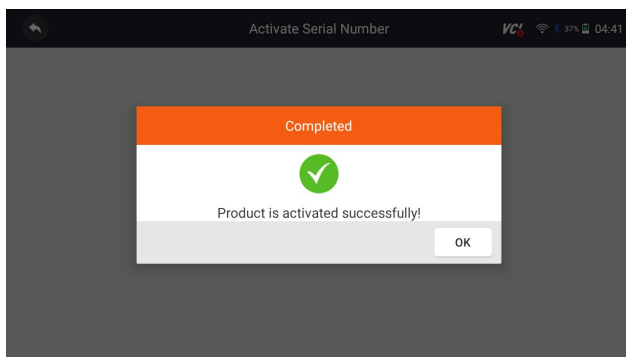 Activate Serial Number
VCI 37% 04:41
Completed
Product is activated successfully!
OK